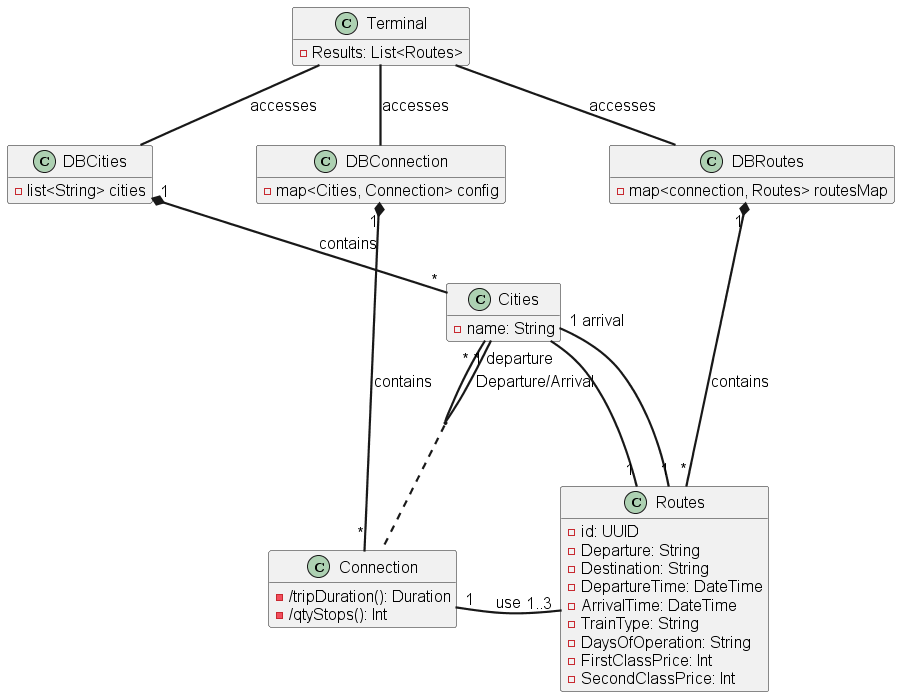 C Terminal
Results: List<Routes>
accesses
accesses
accesses
C DBCities
list<String> cities
C DBConnection
map<Cities, Connection> config
C DBRoutes
map<connection, Routes> routesMap
1
1
1
contains
*
C Cities
name: String
1 arrival
* 1 departure
Departure/Arrival
contains
contains
1
1
*
*
C Routes
id: UUID
Departure: String
Destination: String
DepartureTime: DateTime
ArrivalTime: DateTime
TrainType: String
DaysOfOperation: String
FirstClassPrice: Int
SecondClassPrice: Int
C Connection
/tripDuration(): Duration
/qtyStops(): Int
1 use 1..3